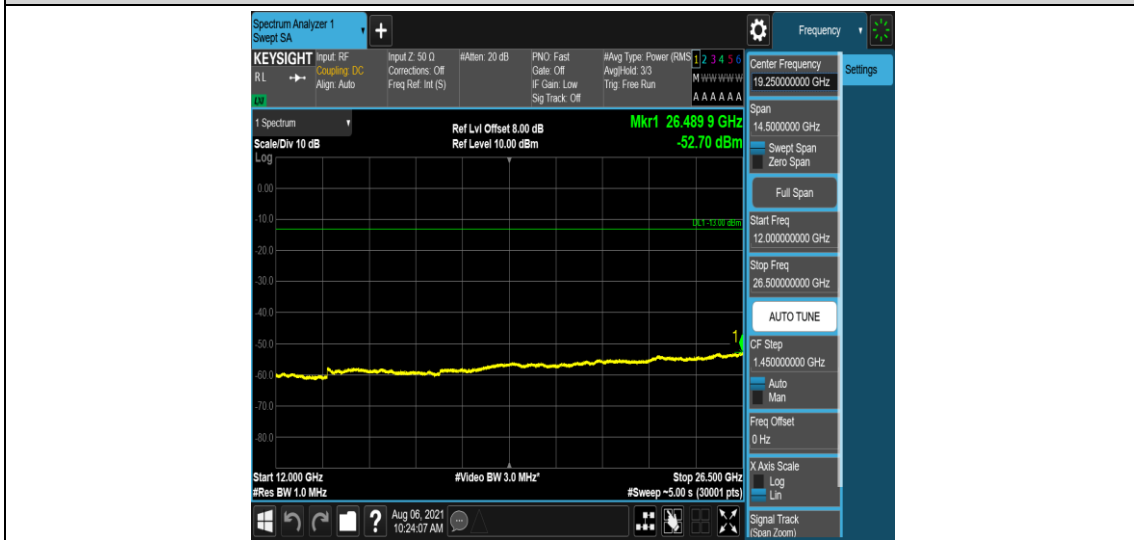 Spectrum Analyzer 1
Swept SA
+
Frequency
KEYSIGHT
RL
LXI
Input: RF
Coupling: DC
Align: Auto
Input Z: 50 Ω
Corrections: Off
Freq Ref: Int (S)
#Atten: 20 dB
PNO: Fast
Gate: Off
IF Gain: Low
Sig Track: Off
#Avg Type: Power (RMS
Avg|Hold: 3/3
Trig: Free Run
1 2 3 4 5 6
M W W W W W
A A A A A A
1 Spectrum
Scale/Div 10 dB
Ref Lvl Offset 8.00 dB
Ref Level 10.00 dBm
Mkr1 26.489 9 GHz
-52.70 dBm
Log
0.00
-10.0
DL1 -13.00 dBm
-20.0
-30.0
-40.0
1
-50.0
-60.0
-70.0
-80.0
Start 12.000 GHz
#Res BW 1.0 MHz
#Video BW 3.0 MHz*
Stop 26.500 GHz
#Sweep ~5.00 s (30001 pts)
?
Aug 06, 2021
10:24:07 AM
Center Frequency
19.250000000 GHz
Settings
Span
14.5000000 GHz
Swept Span
Zero Span
Full Span
Start Freq
12.000000000 GHz
Stop Freq
26.500000000 GHz
AUTO TUNE
CF Step
1.450000000 GHz
Auto
Man
Freq Offset
0 Hz
X Axis Scale
Log
Lin
Signal Track
(Span Zoom)